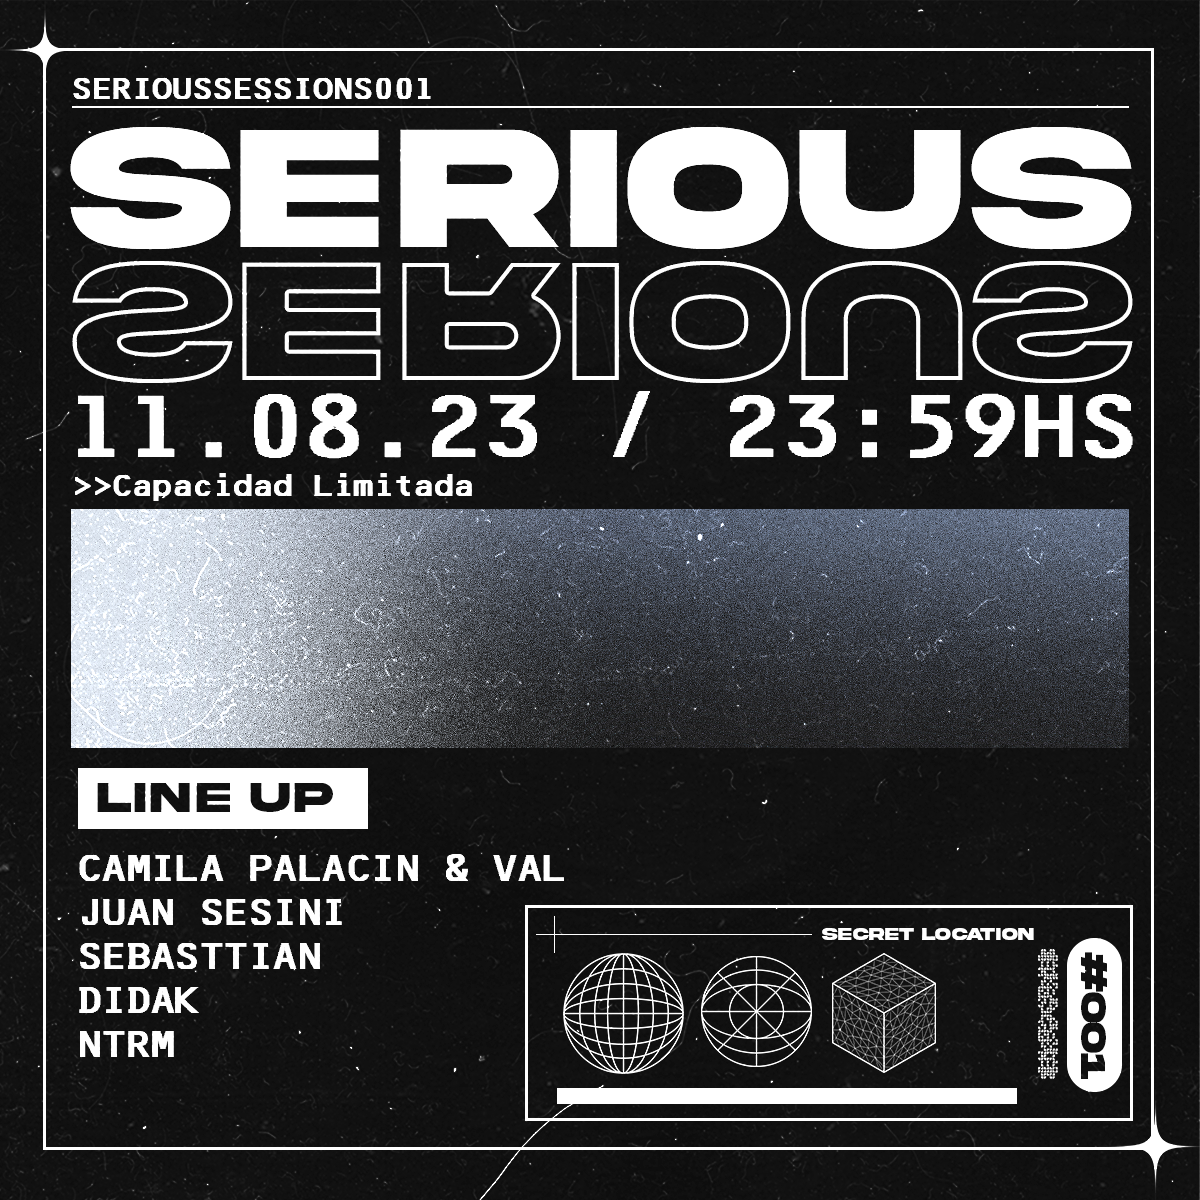 SERIOUSSESSIONS001
SERIOUS
SERIOUS
11.08.23 / 23:59HS
>>Capacidad Limitada
LINE UP
CAMILA PALACIN & VAL
JUAN SESINI
SEBASTTIAN
DIDAK
NTRM
SECRET LOCATION
#001